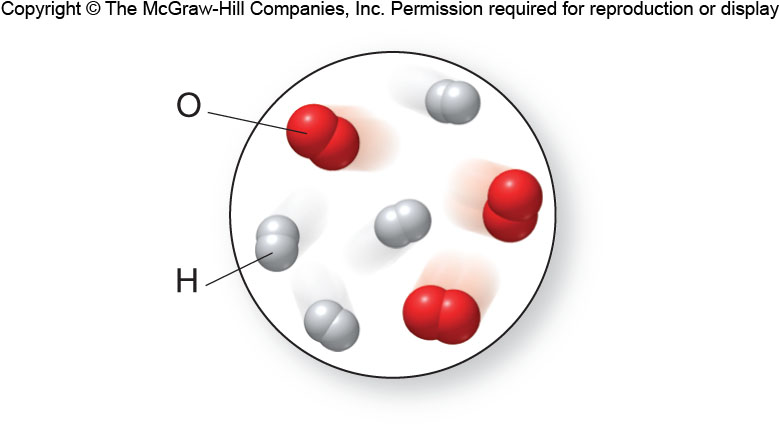 Copyright © The McGraw-Hill Companies, Inc. Permission required for reproduction or display
O
H